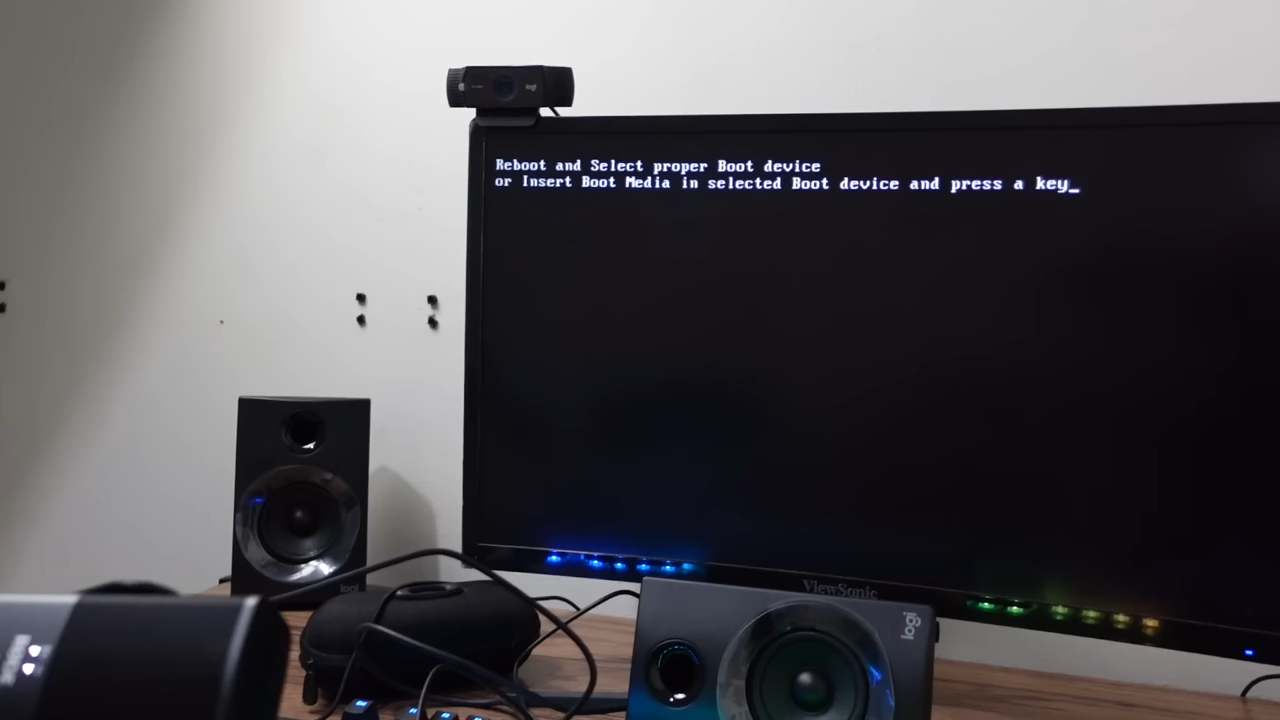 logi
Reboot and Select proper Boot device
or Insert Boot Media in selected Boot device and press a key_
ViewSonic
logi
logi